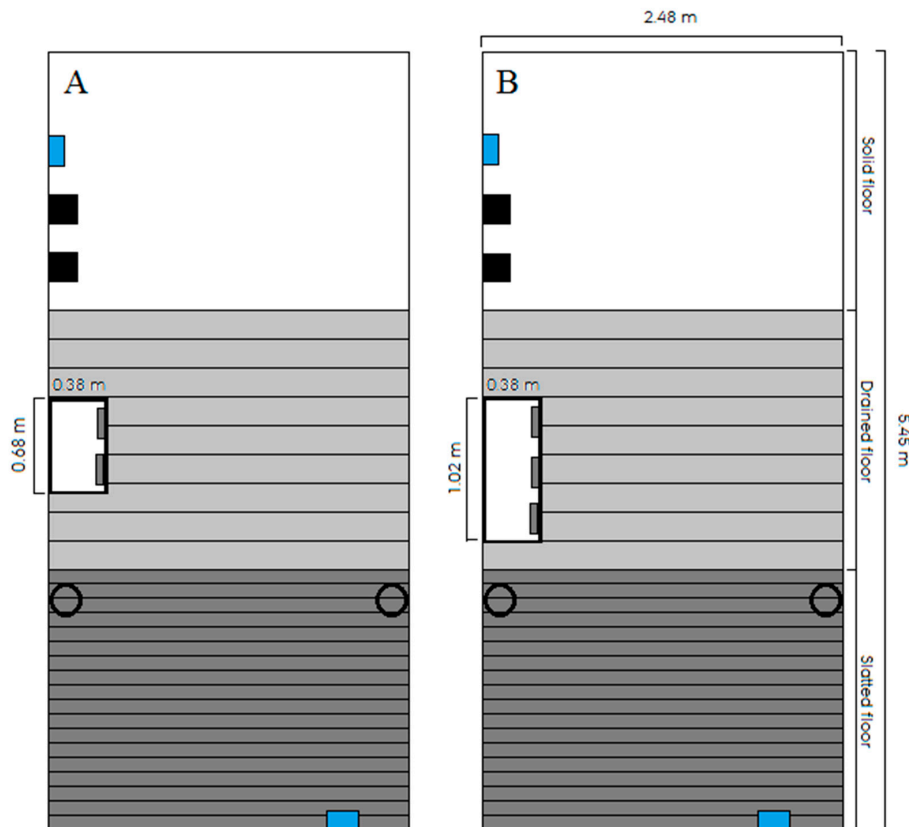 2.48 m
A
B
Solid floor
0.38 m
0.38 m
0.68 m
1.02 m
Drained floor
5.45 m
Slatted floor